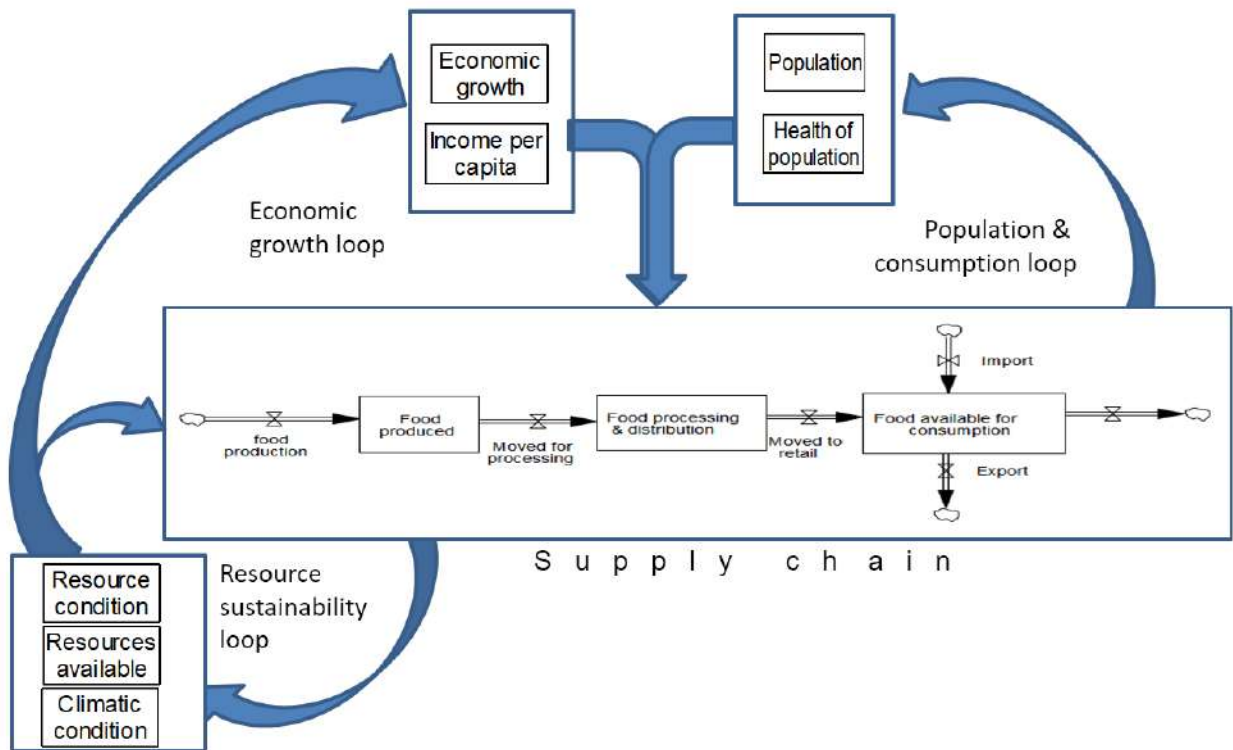 Economic
growth
Income per
capita
Population
Health of
population
Economic
growth loop
Population &
consumption loop
Import
food
production
Food
produced
Moved for
processing
Food processing
& distribution
Moved to
retail
Food available for
consumption
Export
Supply chain
Resource
condition
Resources
available
Climatic
condition
Resource
sustainability
loop